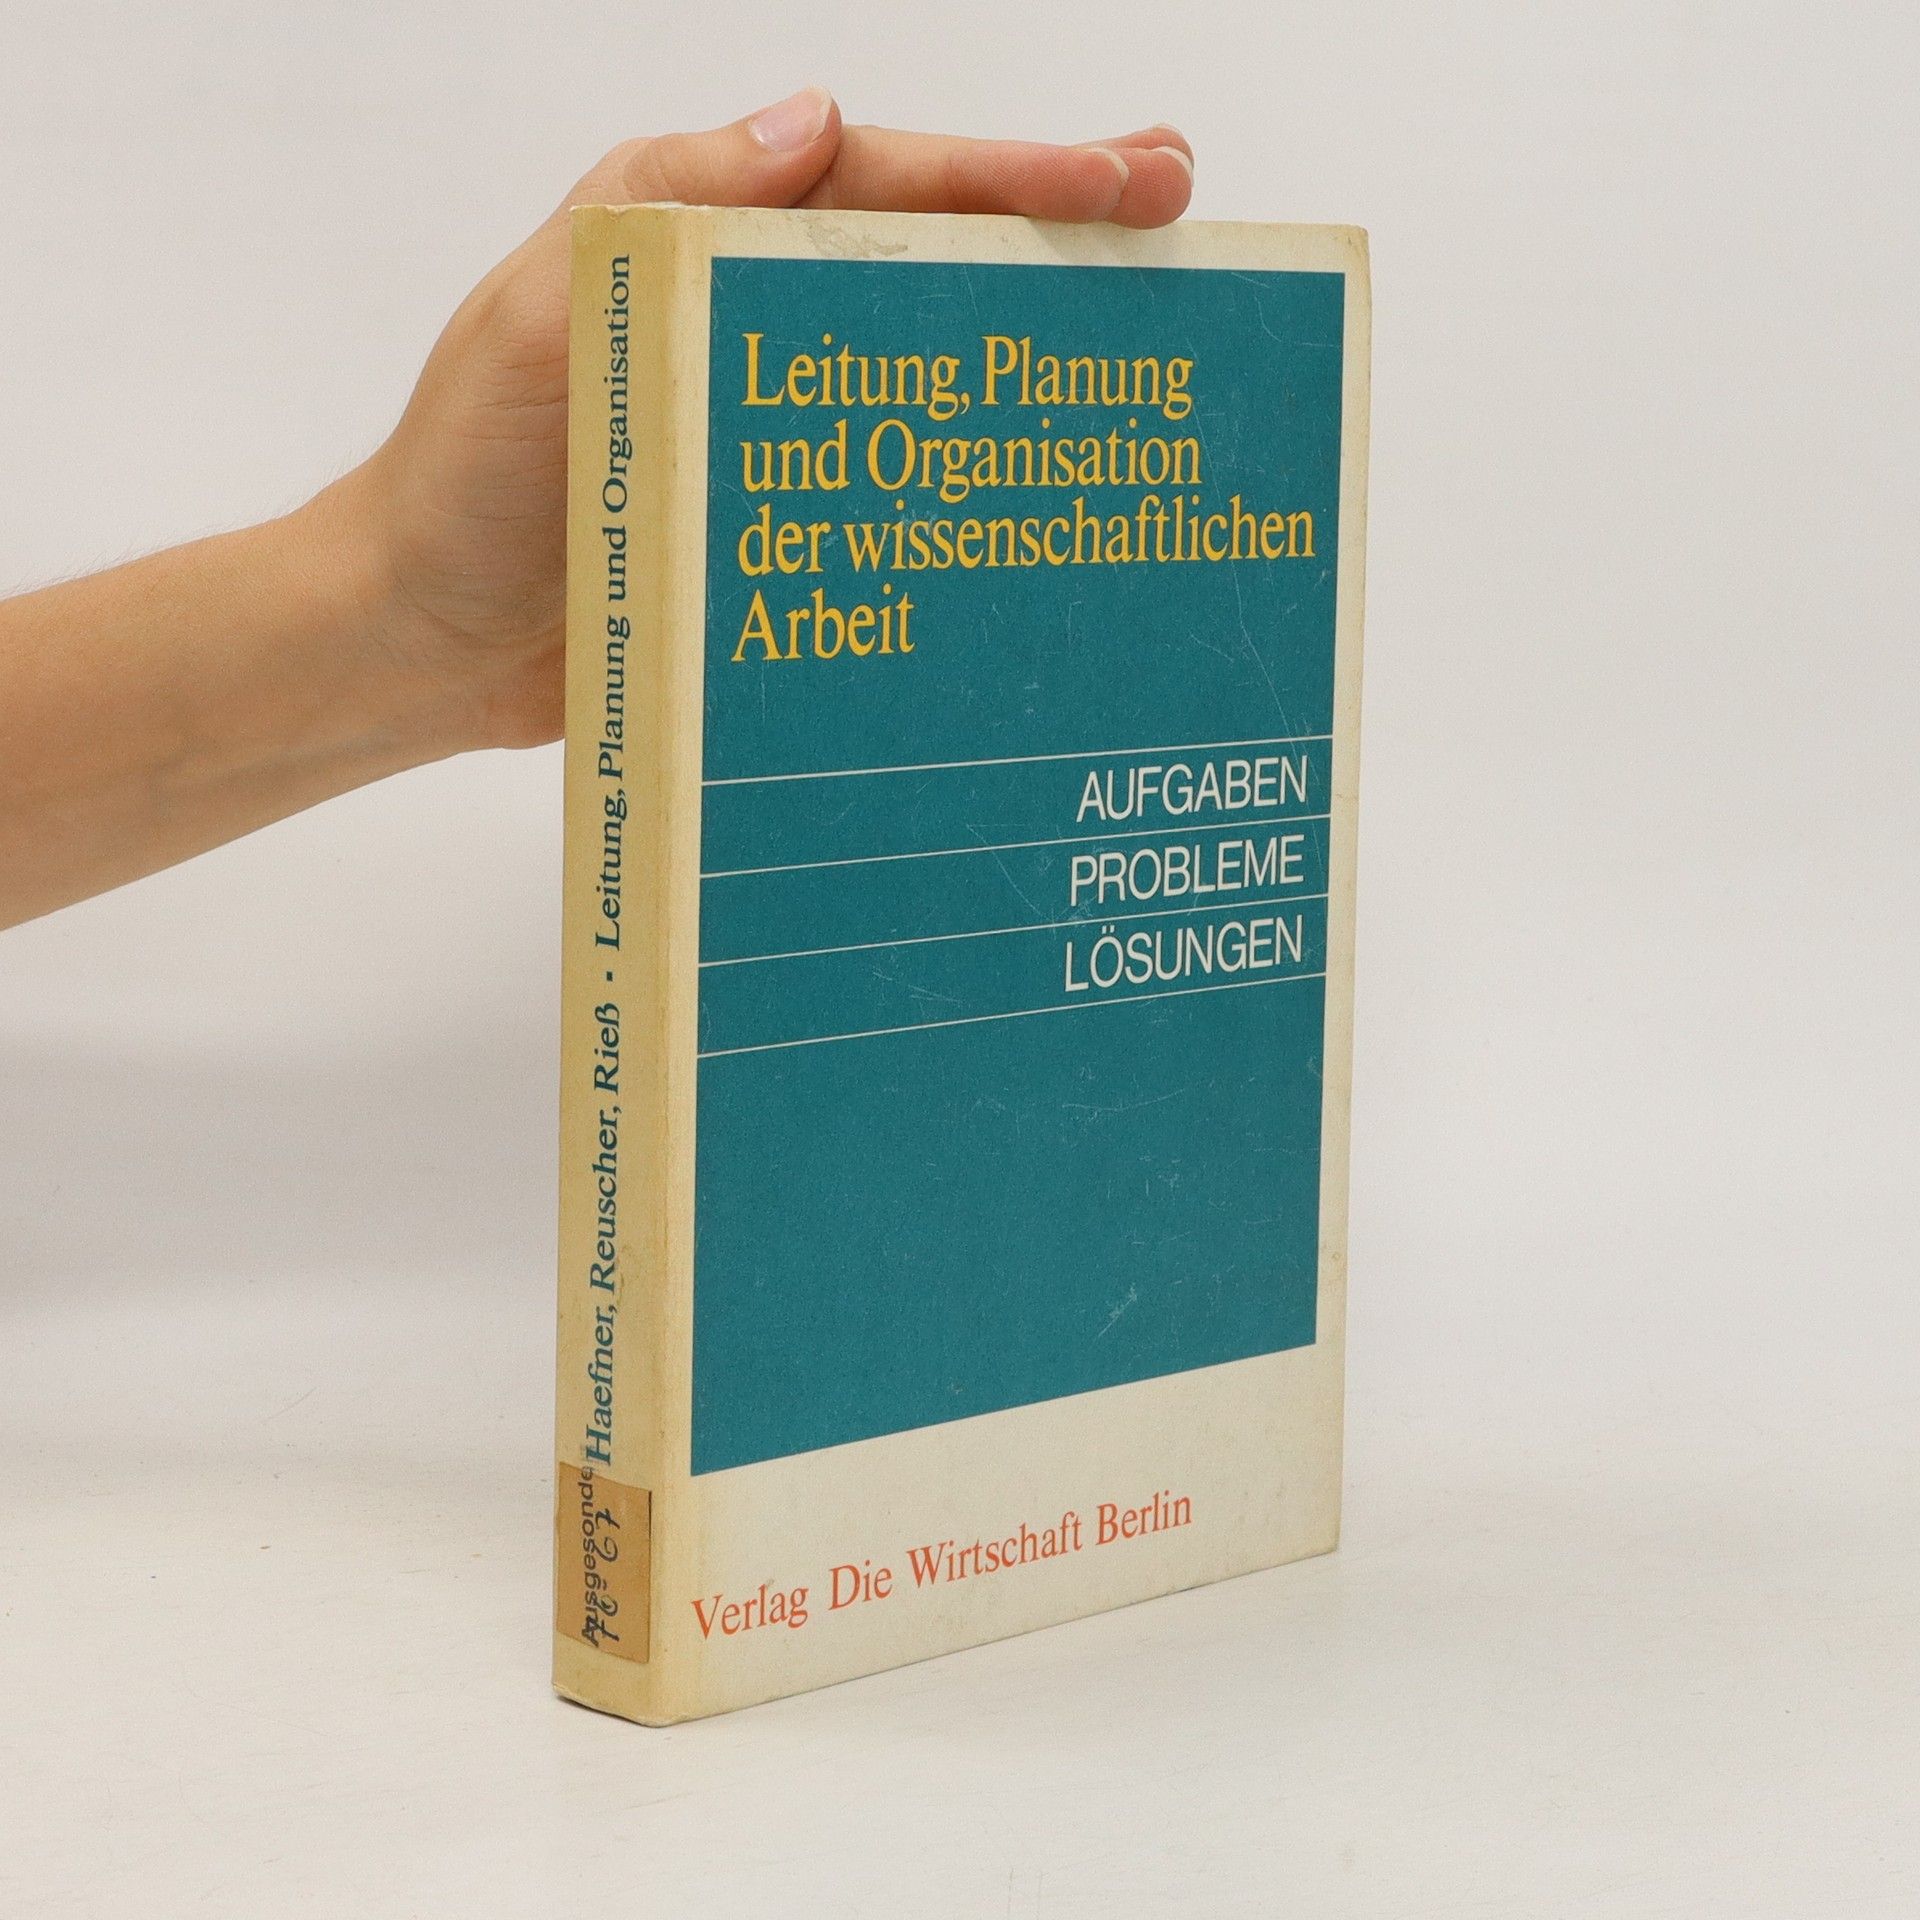 Leitung, Planung
und Organisation
der wissenschaftlichen
Arbeit
AUFGABEN
PROBLEME
LÖSUNGEN
Verlag Die Wirtschaft Berlin
Haefner, Reuscher, Rieß · Leitung, Planung und Organisation